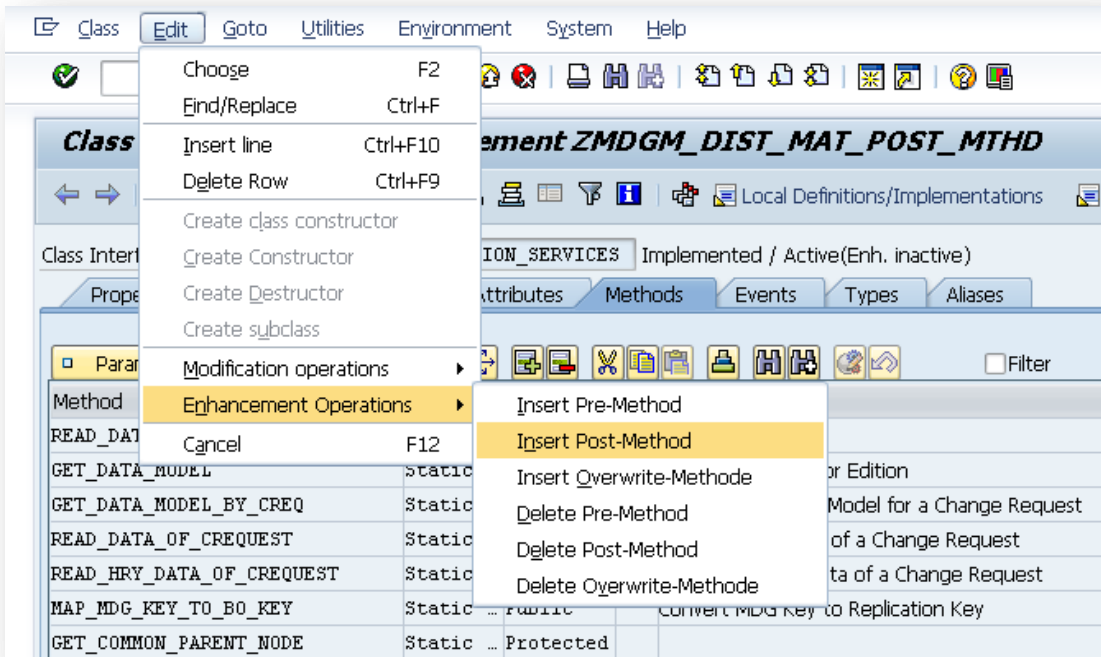 Class Edit Goto Utilities Environment System Help
Choose F2
Find/Replace Ctrl+F
Insert line Ctrl+F10
Delete Row Ctrl+F9
Create class constructor
Create Constructor
Create Destructor
Create subclass
Modification operations
Enhancement Operations
Cancel F12
Insert Pre-Method
Insert Post-Method
Insert Overwrite-Methode
Delete Pre-Method
Delete Post-Method
Delete Overwrite-Methode
Class ement ZMDGM_DIST_MAT_POST_MTHD
Local Definitions/Implementations
Class Interf ION_SERVICES Implemented / Active(Enh. inactive)
Prope Attributes Methods Events Types Aliases
Param Filter
Method
READ_DAT
GET_DATA_MODEL Static or Edition
GET_DATA_MODEL_BY_CREQ Static Model for a Change Request
READ_DATA_OF_CREQUEST Static of a Change Request
READ_HRY_DATA_OF_CREQUEST Static ta of a Change Request
MAP_MDG_KEY_TO_BO_KEY Static … Public Convert MDG Key to Replication Key
GET_COMMON_PARENT_NODE Static … Protected